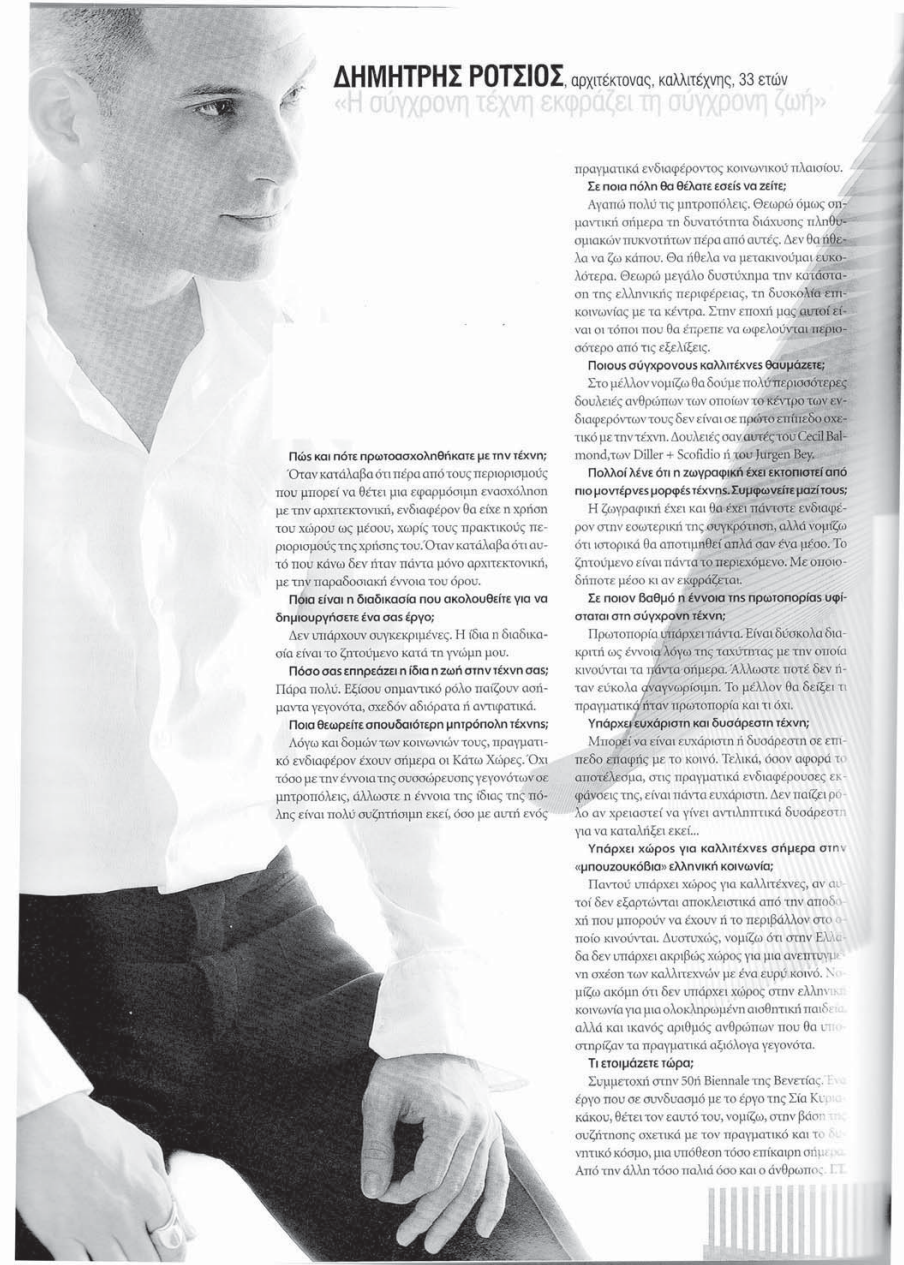 ΔΗΜΗΤΡΗΣ ΡΟΤΣΙΟΣ, αρχιτέκτονας, καλλιτέχνης, 33 ετών
«Η σύγχρονη τέχνη εκφράζει τη σύγχρονη ζωή»
Πώς και πότε πρωτοασχοληθήκατε με την τέχνη;
Όταν κατάλαβα ότι πέρα από τους περιορισμούς
που μπορεί να θέτει μια εφαρμόσιμη ενασχόληση
με την αρχιτεκτονική, ενδιαφέρον θα είχε η χρήση
του χώρου ως μέσου, χωρίς τους πρακτικούς πε-
ριορισμούς της χρήσης του. Όταν κατάλαβα ότι αυ-
τό που κάνω δεν ήταν πάντα μόνο αρχιτεκτονική,
με την παραδοσιακή έννοια του όρου.
Ποια είναι η διαδικασία που ακολουθείτε για να
δημιουργήσετε ένα σας έργο;
Δεν υπάρχουν συγκεκριμένες. Η ίδια η διαδικα-
σία είναι το ζητούμενο κατά τη γνώμη μου.
Πόσο σας επηρεάζει η ίδια η ζωή στην τέχνη σας;
Πάρα πολύ. Εξίσου σημαντικό ρόλο παίζουν ασή-
μαντα γεγονότα, σχεδόν αδιόρατα ή αντιφατικά.
Ποια θεωρείτε σπουδαιότερη μητρόπολη τέχνης;
Λόγω και δομών των κοινωνιών τους, πραγματι-
κό ενδιαφέρον έχουν σήμερα οι Κάτω Χώρες. Όχι
τόσο με την έννοια της συσσώρευσης γεγονότων σε
μητροπόλεις, άλλωστε η έννοια της ίδιας της πό-
λης είναι πολύ συζητήσιμη εκεί, όσο με αυτή ενός
πραγματικά ενδιαφέροντος κοινωνικού πλαισίου.
Σε ποια πόλη θα θέλατε εσείς να ζείτε;
Αγαπώ πολύ τις μητροπόλεις. Θεωρώ όμως ση-
μαντική σήμερα τη δυνατότητα διάχυσης πληθυ-
σμιακών πυκνοτήτων πέρα από αυτές. Δεν θα ήθε-
λα να ζω κάπου. Θα ήθελα να μετακινούμαι ευκο-
λότερα. Θεωρώ μεγάλο δυστύχημα την κατάστα-
ση της ελληνικής περιφέρειας, τη δυσκολία επι-
κοινωνίας με τα κέντρα. Στην εποχή μας αυτοί εί-
ναι οι τόποι που θα έπρεπε να ωφελούνται περισ-
σότερο από τις εξελίξεις.
Ποιους σύγχρονους καλλιτέχνες θαυμάζετε;
Στο μέλλον νομίζω θα δούμε πολύ περισσότερες
δουλειές ανθρώπων των οποίων το κέντρο των εν-
διαφερόντων τους δεν είναι σε πρώτο επίπεδο σχε-
τικό με την τέχνη. Δουλειές σαν αυτές του Cecil Bal-
mond, των Diller + Scofidio ή του Jurgen Bey.
Πολλοί λένε ότι η ζωγραφική έχει εκτοπιστεί από
πιο μοντέρνες μορφές τέχνης. Συμφωνείτε μαζί τους;
Η ζωγραφική έχει και θα έχει πάντοτε ενδιαφέ-
ρον στην εσωτερική της συγκρότηση, αλλά νομίζω
ότι ιστορικά θα αποτιμηθεί απλά σαν ένα μέσο. Το
ζητούμενο είναι πάντα το περιεχόμενο. Με οποιο-
δήποτε μέσο κι αν εκφράζεται.
Σε ποιον βαθμό η έννοια της πρωτοπορίας υφί-
σταται στη σύγχρονη τέχνη;
Πρωτοπορία υπάρχει πάντα. Είναι δύσκολα δια-
κριτή ως έννοια λόγω της ταχύτητας με την οποία
κινούνται τα πάντα σήμερα. Άλλωστε ποτέ δεν ή-
ταν εύκολα αναγνωρίσιμη. Το μέλλον θα δείξει τι
πραγματικά ήταν πρωτοπορία και τι όχι.
Υπάρχει ευχάριστη και δυσάρεστη τέχνη;
Μπορεί να είναι ευχάριστη ή δυσάρεστη σε επί-
πεδο επαφής με το κοινό. Τελικά, όσον αφορά το
αποτέλεσμα, στις πραγματικά ενδιαφέρουσες εκ-
φάνσεις της, είναι πάντα ευχάριστη. Δεν παίζει ρό-
λο αν χρειαστεί να γίνει αντιληπτικά δυσάρεστη
για να καταλήξει εκεί...
Υπάρχει χώρος για καλλιτέχνες σήμερα στην
«μπουζουκόβια» ελληνική κοινωνία;
Παντού υπάρχει χώρος για καλλιτέχνες, αν αυ-
τοί δεν εξαρτώνται αποκλειστικά από την αποδο-
χή που μπορούν να έχουν ή το περιβάλλον στο ο-
ποίο κινούνται. Δυστυχώς, νομίζω ότι στην Ελλά-
δα δεν υπάρχει ακριβώς χώρος για μια ανεπτυγμέ-
νη σχέση των καλλιτεχνών με ένα ευρύ κοινό. Νο-
μίζω ακόμη ότι δεν υπάρχει χώρος στην ελληνική
κοινωνία για μια ολοκληρωμένη αισθητική παιδεία,
αλλά και ικανός αριθμός ανθρώπων που θα υπο-
στηρίζαν τα πραγματικά αξιόλογα γεγονότα.
Τι ετοιμάζετε τώρα;
Συμμετοχή στην 50ή Biennale της Βενετίας. Ένα
έργο που σε συνδυασμό με το έργο της Σία Κυρια-
κάκου, θέτει τον εαυτό του, νομίζω, στην βάση της
συζήτησης σχετικά με τον πραγματικό και το δυ-
νητικό κόσμο, μια υπόθεση τόσο επίκαιρη σήμερα.
Από την άλλη τόσο παλιά όσο και ο άνθρωπος. Γ.Τ.